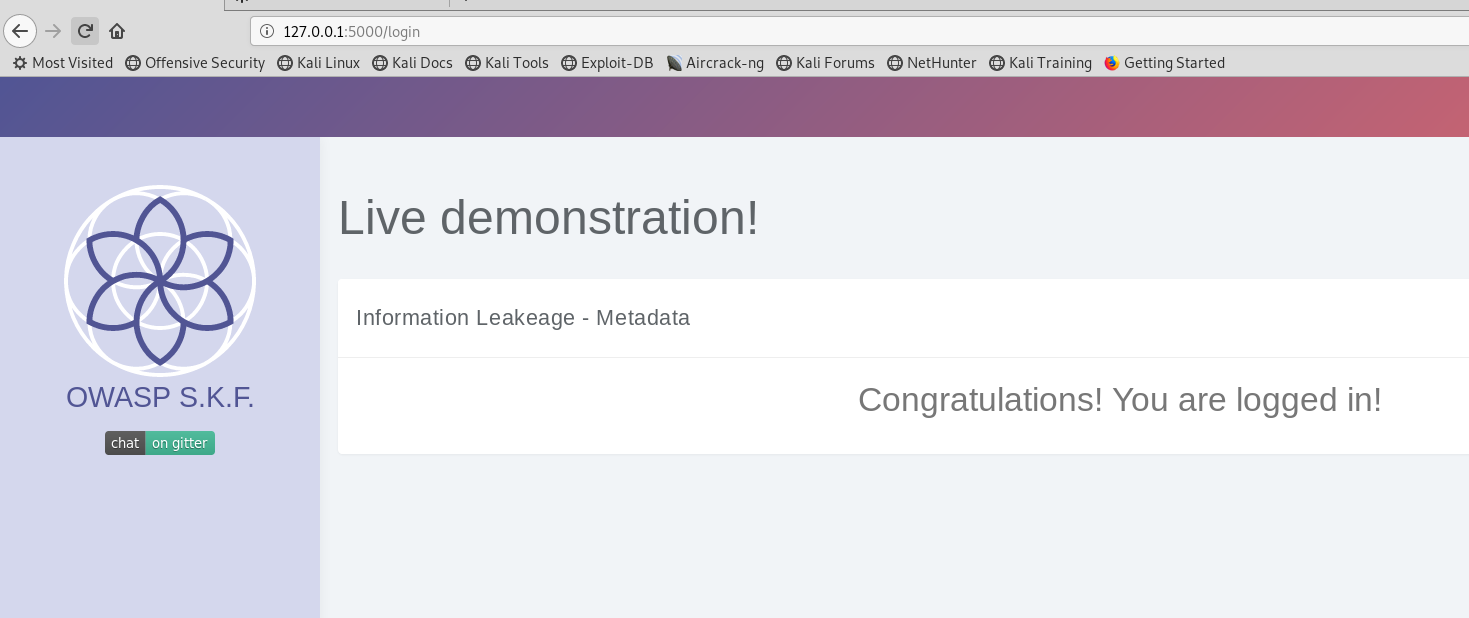 127.0.0.1:5000/login
Most Visited Offensive Security Kali Linux Kali Docs Kali Tools Exploit-DB Aircrack-ng Kali Forums NetHunter Kali Training Getting Started
Live demonstration!
Information Leakeage - Metadata
Congratulations! You are logged in!
OWASP S.K.F.
chat on gitter